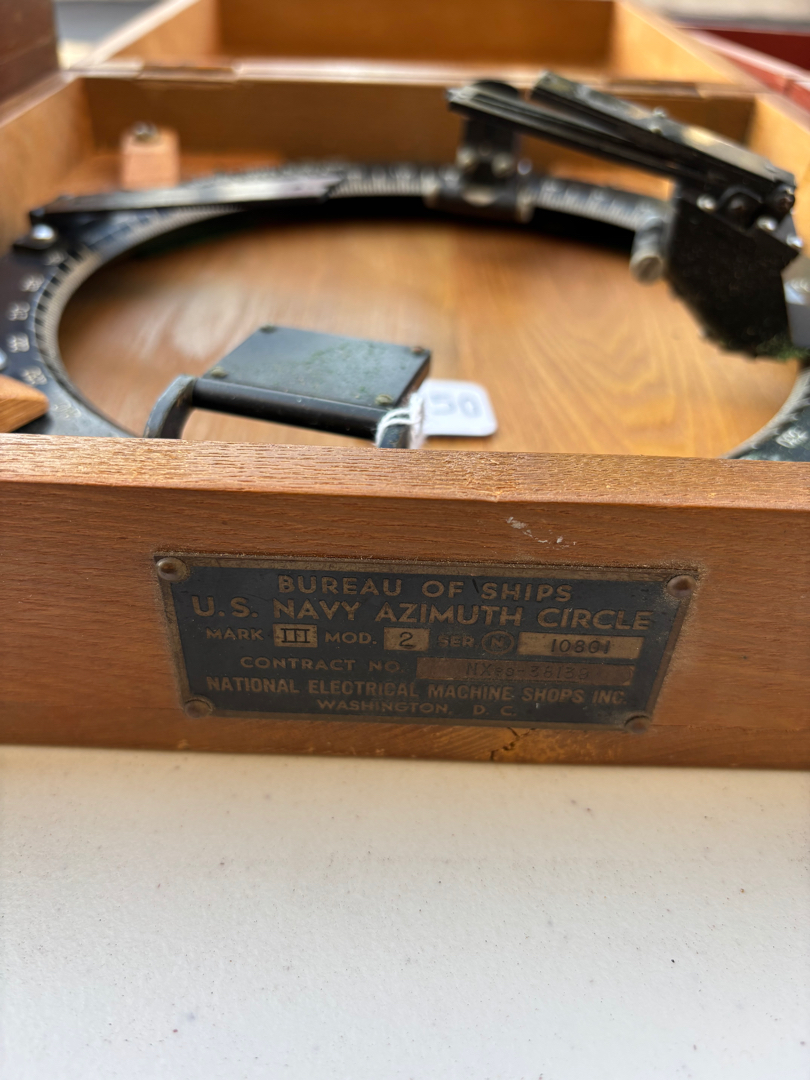 50
BUREAU OF SHIPS
U.S. NAVY AZIMUTH CIRCLE
MARK III MOD. 2 SER N 10801
CONTRACT NO.
NATIONAL ELECTRICAL MACHINE SHOPS INC
WASHINGTON, D. C.